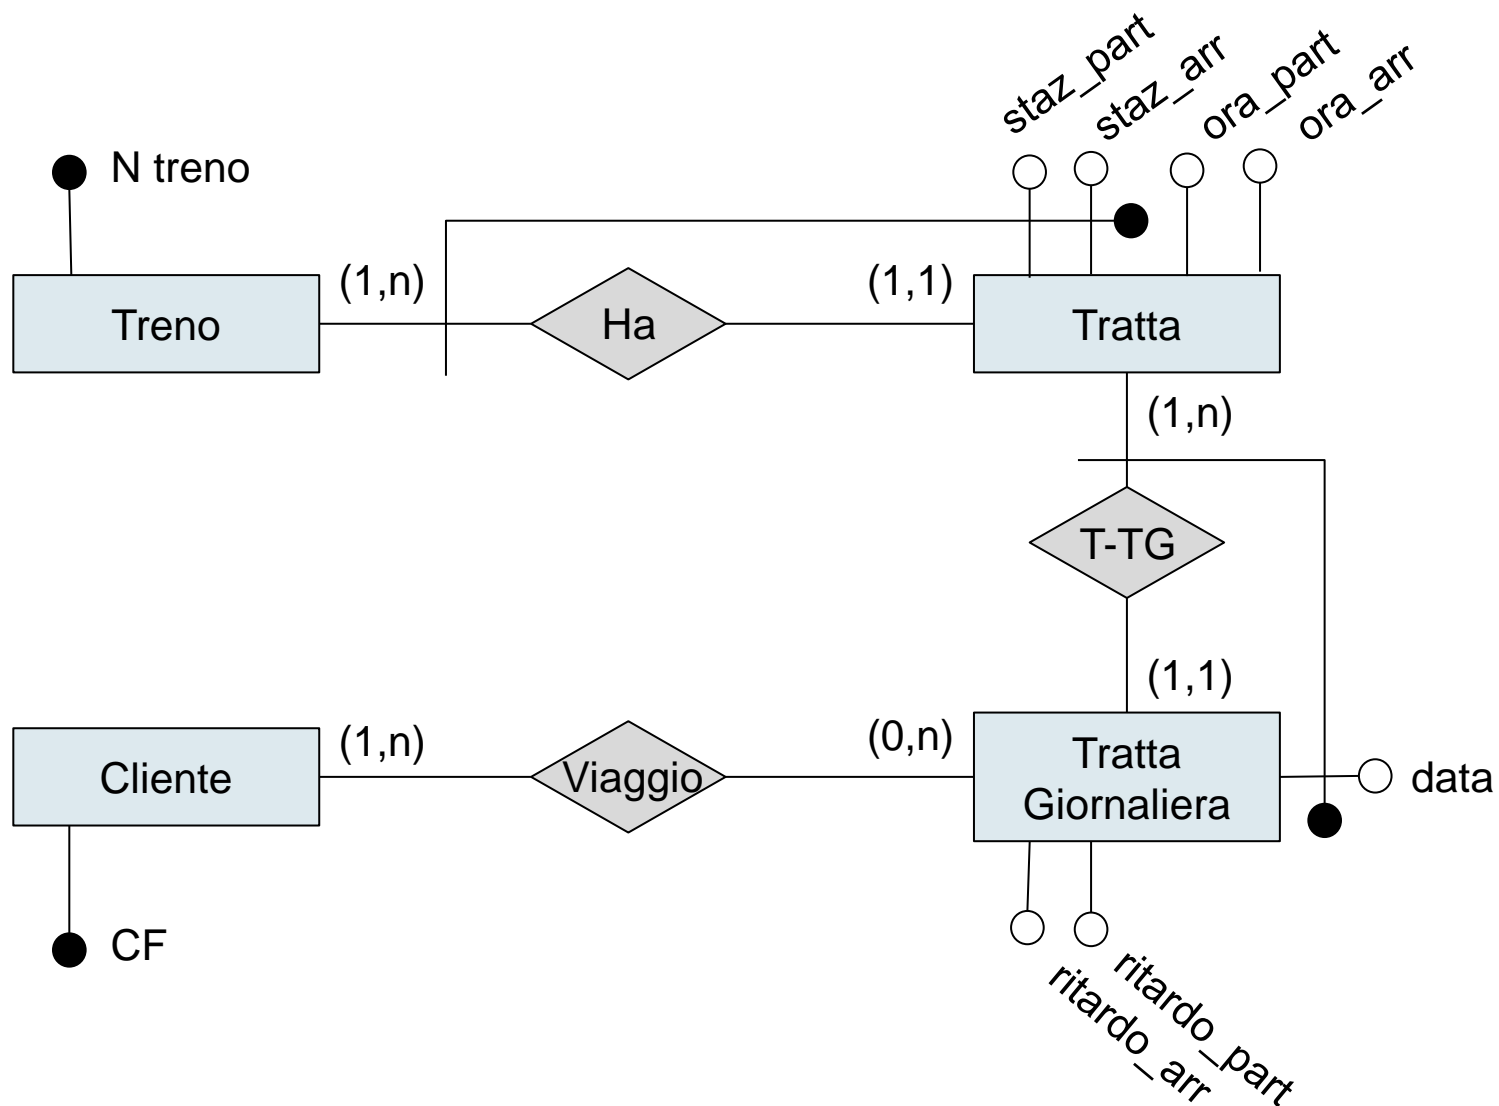 staz_part
staz_arr
ora_part
ora_arr
N treno
(1,n)
(1,1)
Treno
Ha
Tratta
(1,n)
T-TG
(1,1)
(1,n)
(0,n)
Cliente
Viaggio
Tratta
Giornaliera
data
CF
ritardo_part
ritardo_arr